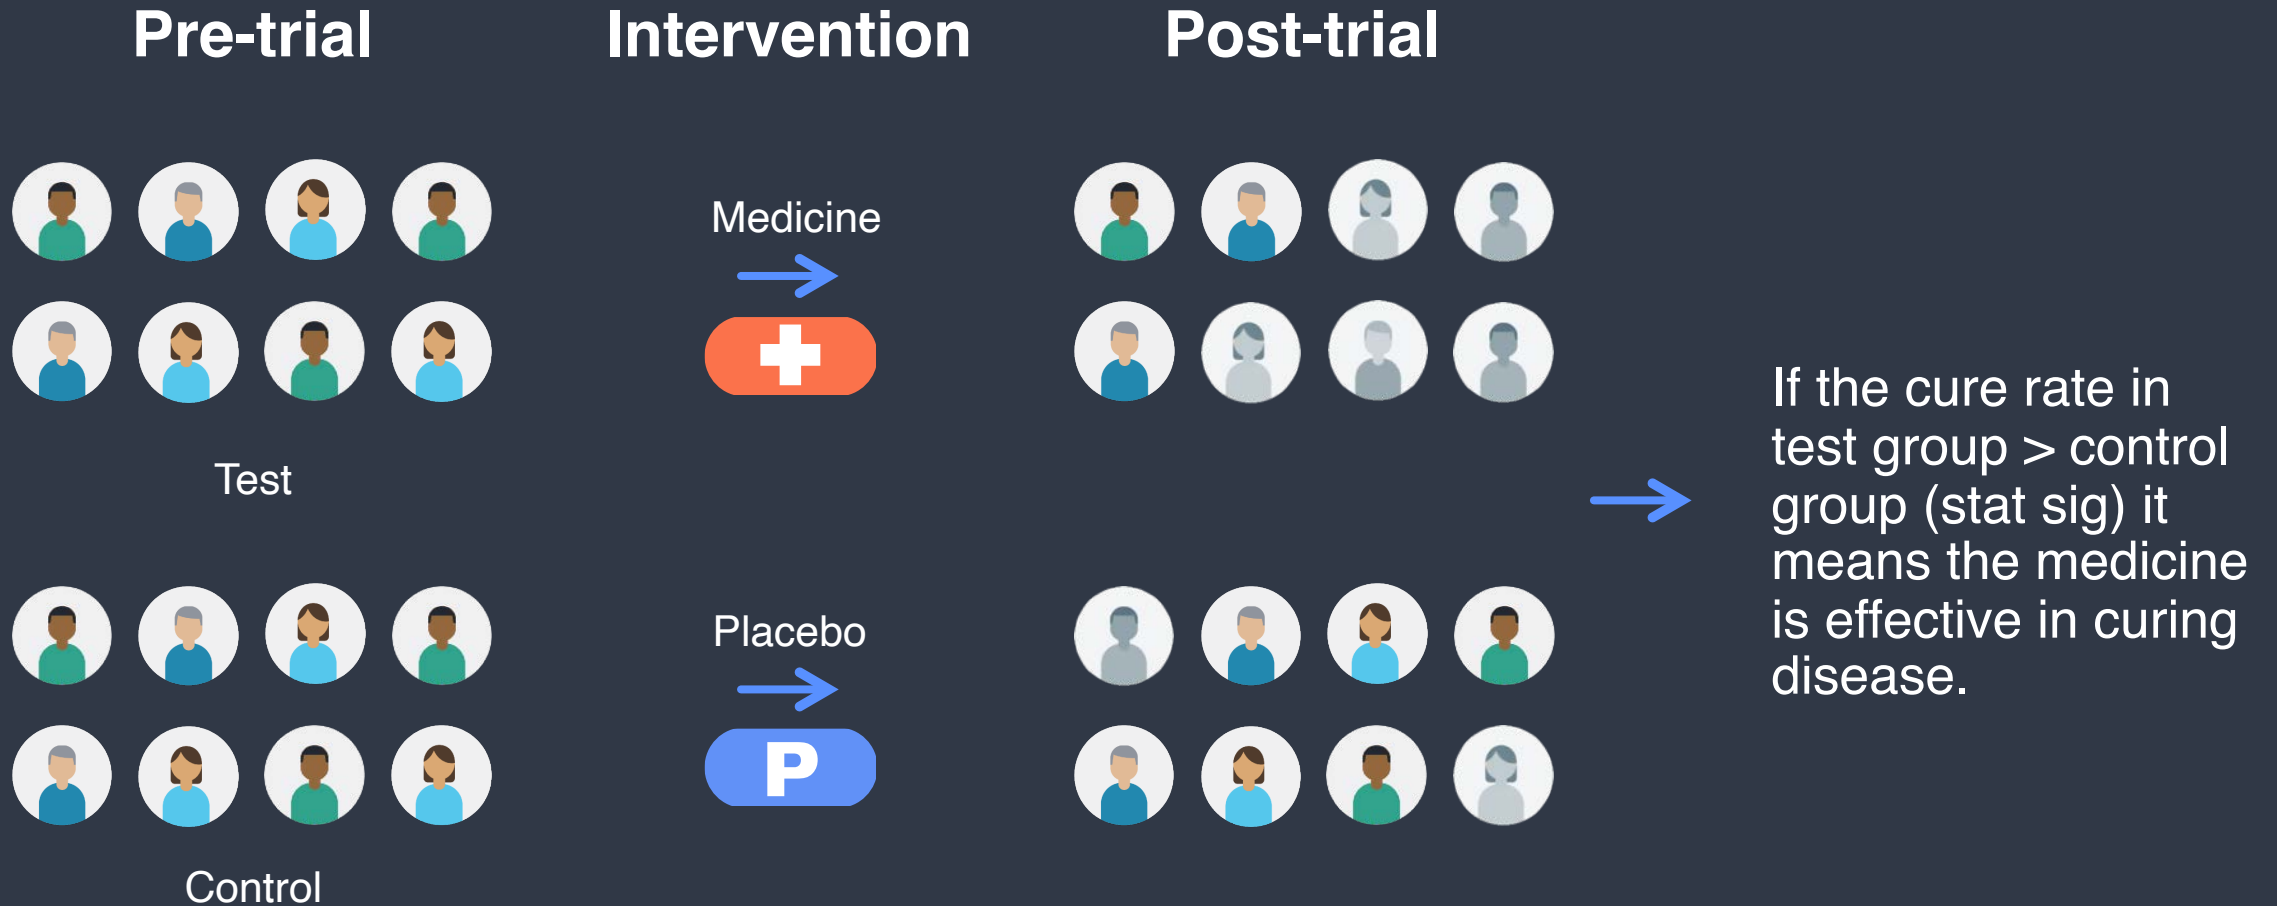 Pre-trial
Intervention
Post-trial
Medicine
Test
If the cure rate in
test group > control
group (stat sig) it
means the medicine
is effective in curing
disease.
Placebo
P
Control